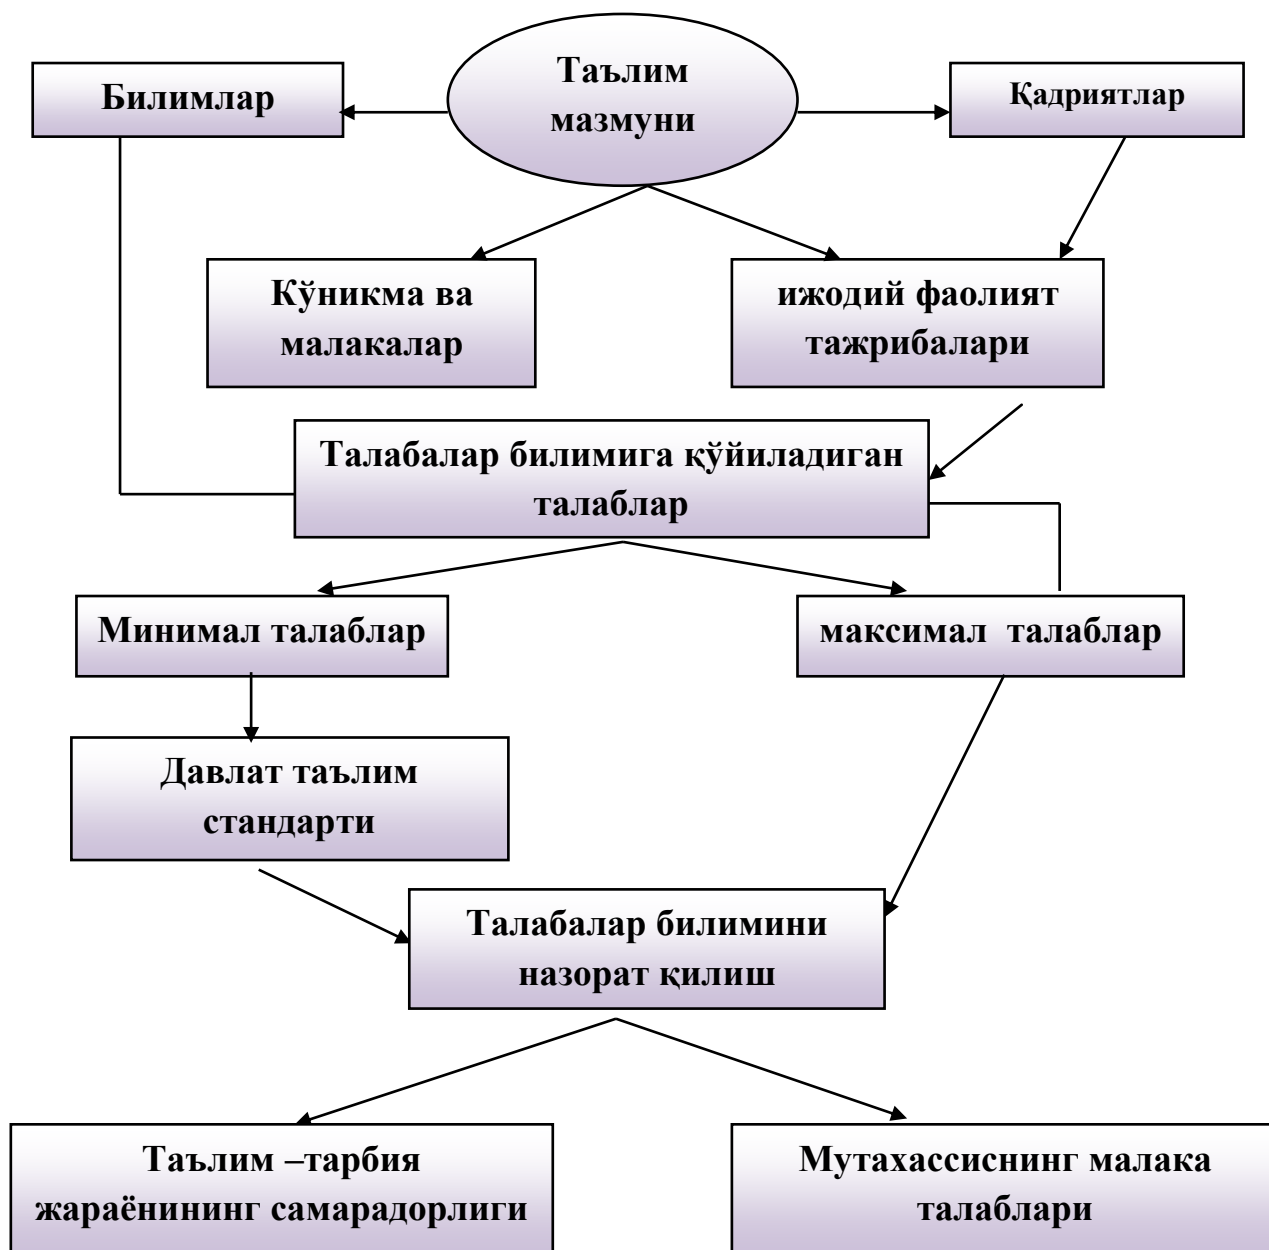 Таълим
мазмуни
Билимлар
Қадриятлар
Кўникма ва
малакалар
ижодий фаолият
тажрибалари
Талабалар билимига қўйиладиган
талаблар
Минимал талаблар
максимал  талаблар
Давлат таълим
стандарти
Талабалар билимини
назорат қилиш
Таълим –тарбия
жараёнининг самарадорлиги
Мутахассиснинг малака
талаблари